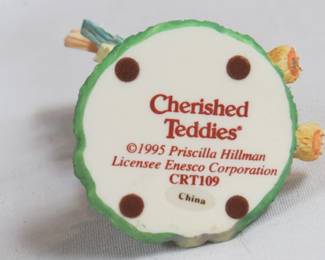 Cherished
Teddies®
©1995 Priscilla Hillman
Licensee Enesco Corporation
CRT109
China